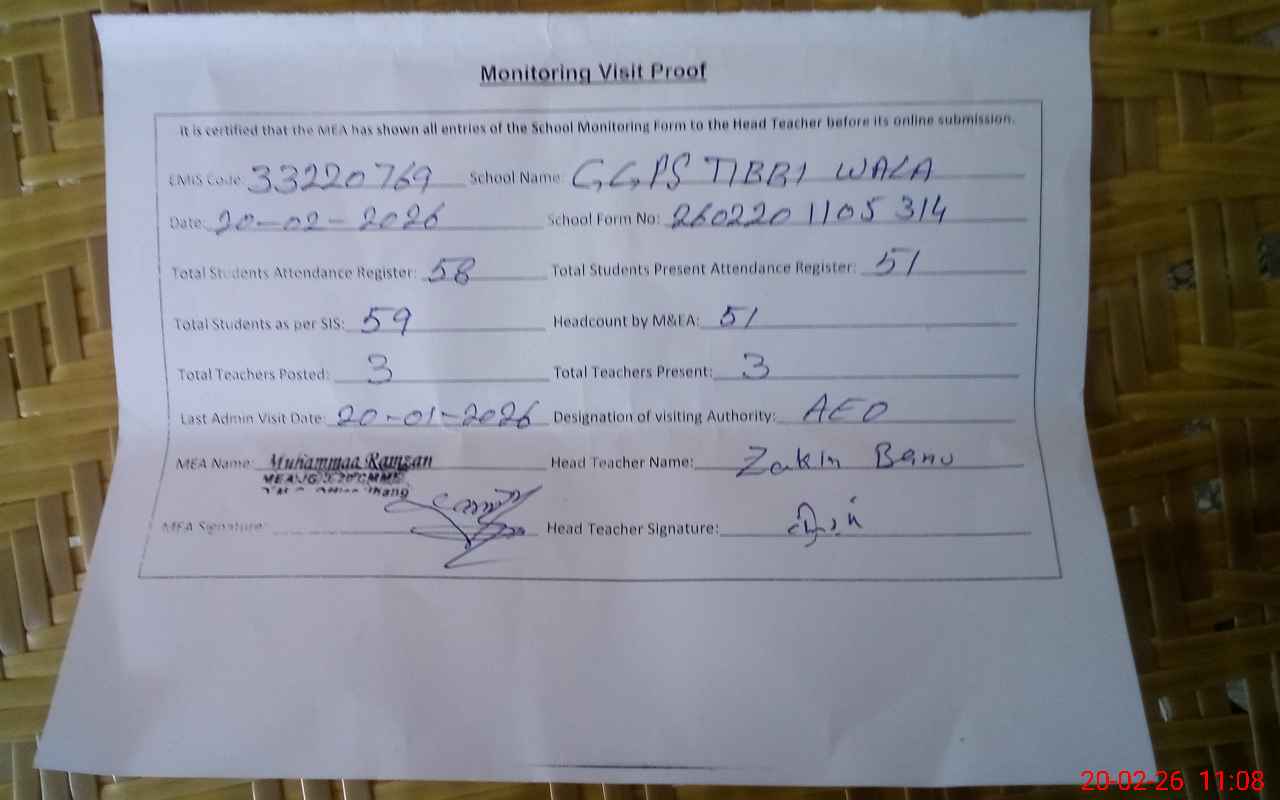 Monitoring Visit Proof
It is certified that the MEA has shown all entries of the School Monitoring Form to the Head Teacher before its online submission.
EMIS Code: 33220769 School Name: G,G,PS TIBBI WALA
Date: 20-02-2026 School Form No: 260220 1105 314
Total Students Attendance Register: 58 Total Students Present Attendance Register: 51
Total Students as per SIS: 59 Headcount by M&EA: 51
Total Teachers Posted: 3 Total Teachers Present: 3
Last Admin Visit Date: 20-01-2026 Designation of visiting Authority: AEO
MEA Name: Muhammad Ramzan Head Teacher Name: Zakin Banu
MEA Signature: Head Teacher Signature:
20-02-26 11:08